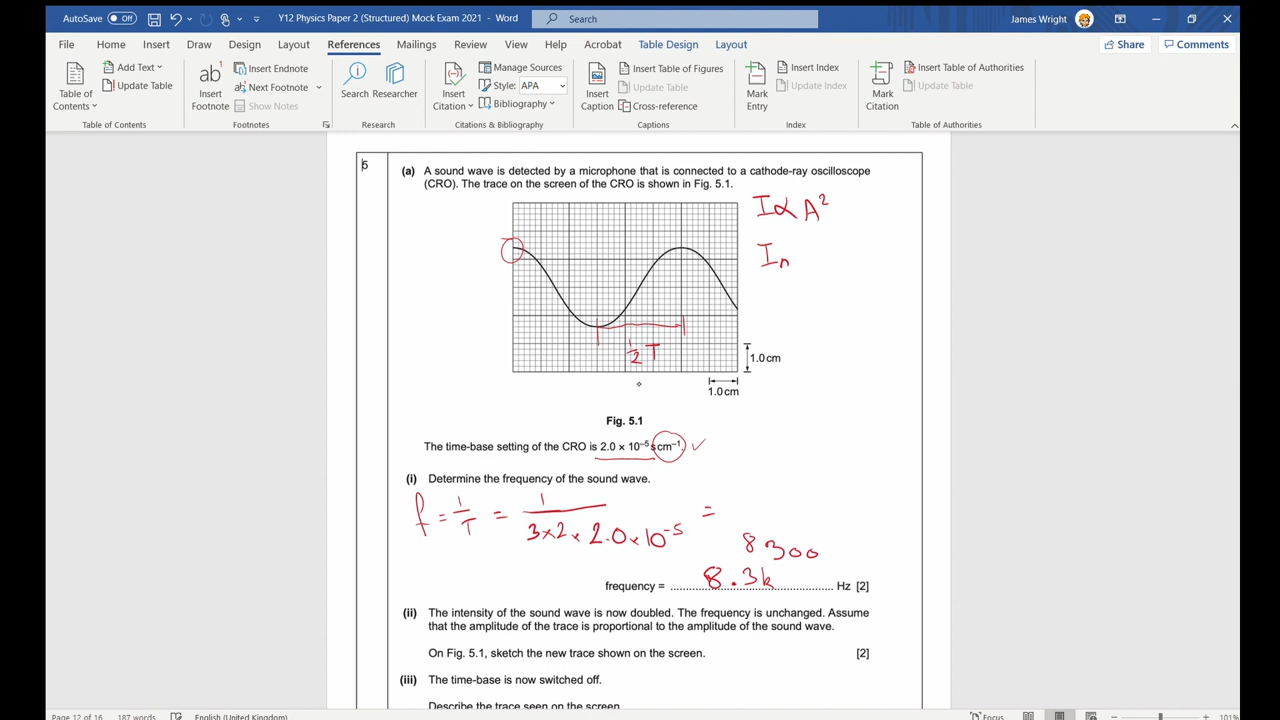 AutoSave Off Y12 Physics Paper 2 (Structured) Mock Exam 2021 - Word Search James Wright
File Home Insert Draw Design Layout References Mailings Review View Help Acrobat Table Design Layout Share Comments
Table of Contents Add Text Update Table
Insert Footnote Insert Endnote Next Footnote Show Notes
Search Researcher
Insert Citation Manage Sources Style: APA Bibliography
Insert Caption Insert Table of Figures Update Table Cross-reference
Mark Entry Insert Index Update Index
Mark Citation Insert Table of Authorities Update Table
Table of Contents Footnotes Research Citations & Bibliography Captions Index Table of Authorities
5
(a) A sound wave is detected by a microphone that is connected to a cathode-ray oscilloscope
(CRO). The trace on the screen of the CRO is shown in Fig. 5.1.
I ∝ A²
Iₙ
½ T
1.0 cm
1.0 cm
Fig. 5.1
The time-base setting of the CRO is 2.0 × 10⁻⁵ s cm⁻¹. ✓
(i) Determine the frequency of the sound wave.
f = 1/T = 1/(3×2×2.0×10⁻⁵) =
8300
8.3k
frequency = ............ Hz [2]
(ii) The intensity of the sound wave is now doubled. The frequency is unchanged. Assume
that the amplitude of the trace is proportional to the amplitude of the sound wave.
On Fig. 5.1, sketch the new trace shown on the screen. [2]
(iii) The time-base is now switched off.
Describe the trace seen on the screen.
Page 12 of 16 187 words English (United Kingdom) Focus 101%